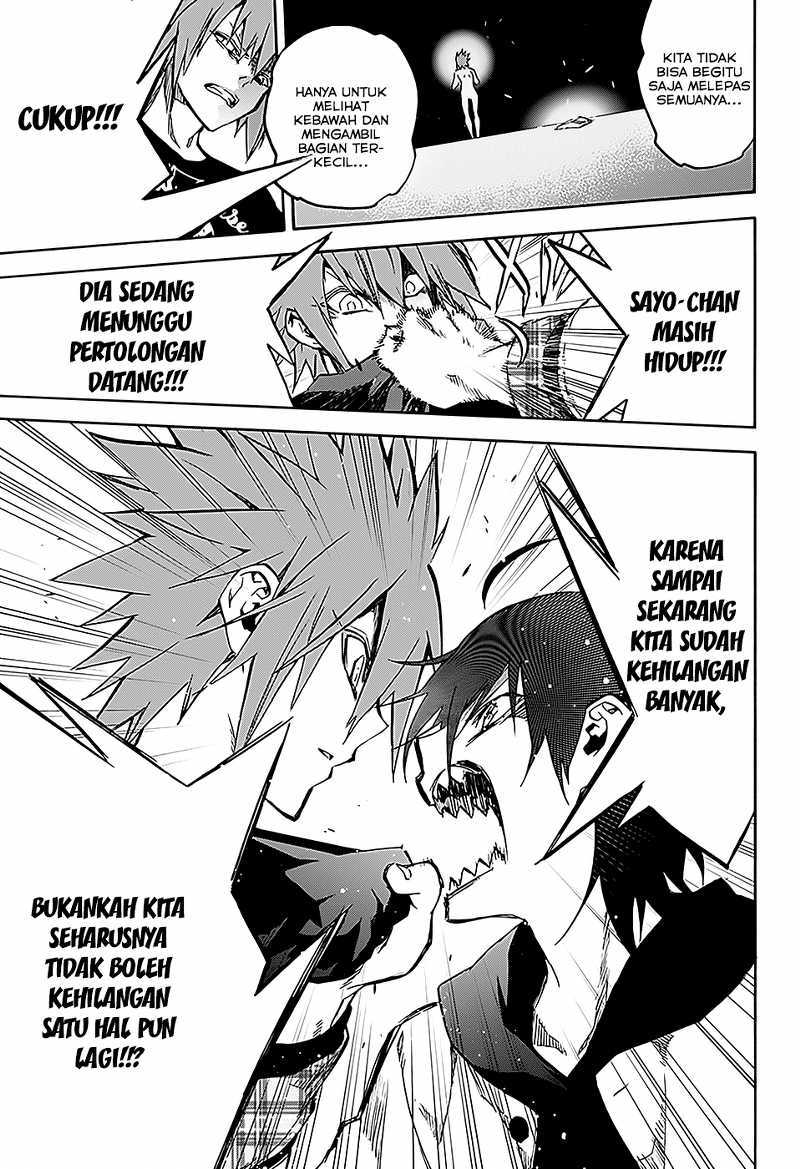 KITA TIDAK
BISA BEGITU
SAJA MELEPAS
SEMUANYA...
HANYA UNTUK
MELIHAT
KEBAWAH DAN
MENGAMBIL
BAGIAN TER-
KECIL...
CUKUP!!!
SAYO-CHAN
MASIH
HIDUP!!!
DIA SEDANG
MENUNGGU
PERTOLONGAN
DATANG!!!
KARENA
SAMPAI
SEKARANG
KITA SUDAH
KEHILANGAN
BANYAK,
BUKANKAH KITA
SEHARUSNYA
TIDAK BOLEH
KEHILANGAN
SATU HAL PUN
LAGI!!?